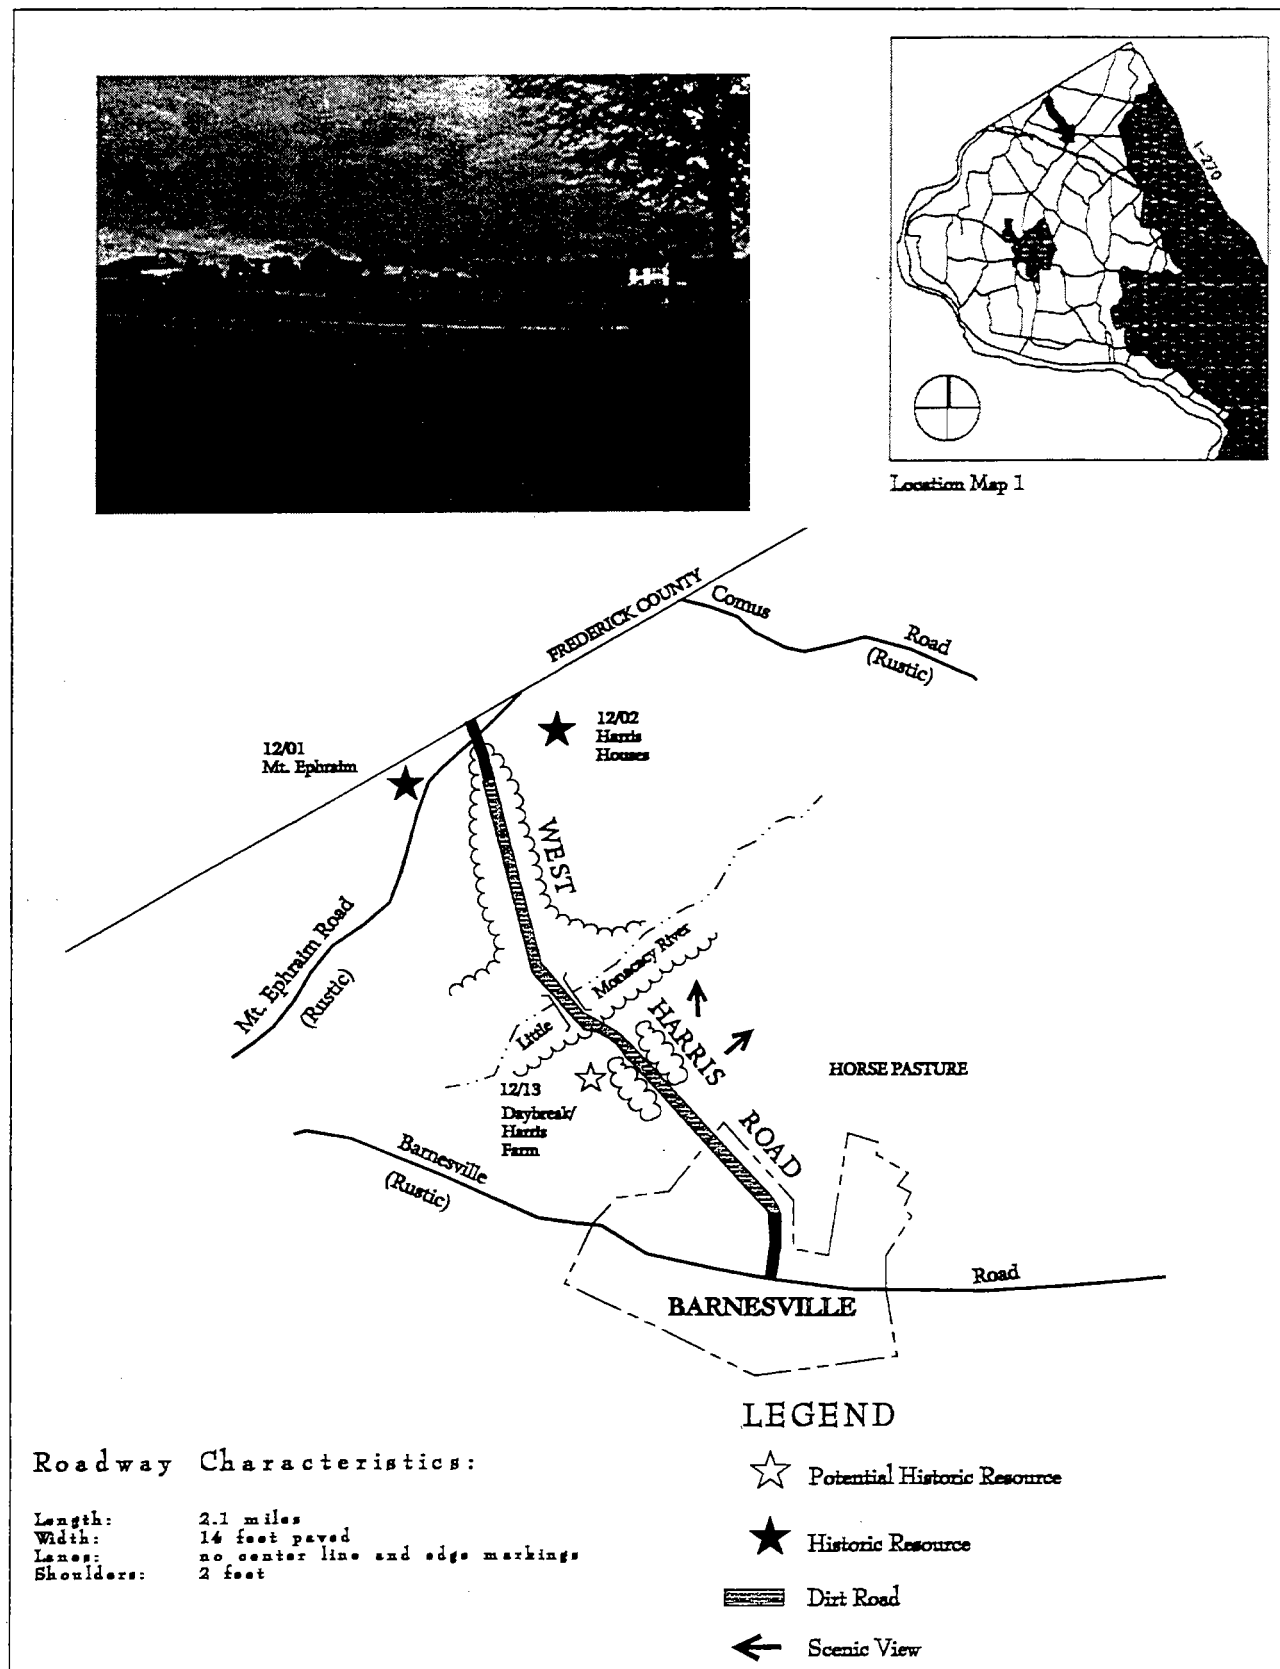 I-270
Location Map 1
FREDERICK COUNTY
Comus
Road
(Rustic)
12/02
Harris
Houses
12/01
Mt. Ephraim
WEST
Mt. Ephraim Road
(Rustic)
Monacacy River
Little
HARRIS
HORSE PASTURE
12/13
Daybreak/
Harris
Farm
ROAD
Barnesville
(Rustic)
Road
BARNESVILLE
LEGEND
Roadway Characteristics:
Potential Historic Resource
Length: 2.1 miles
Width: 14 feet paved
Lanes: no center line and edge markings
Shoulders: 2 feet
Historic Resource
Dirt Road
Scenic View